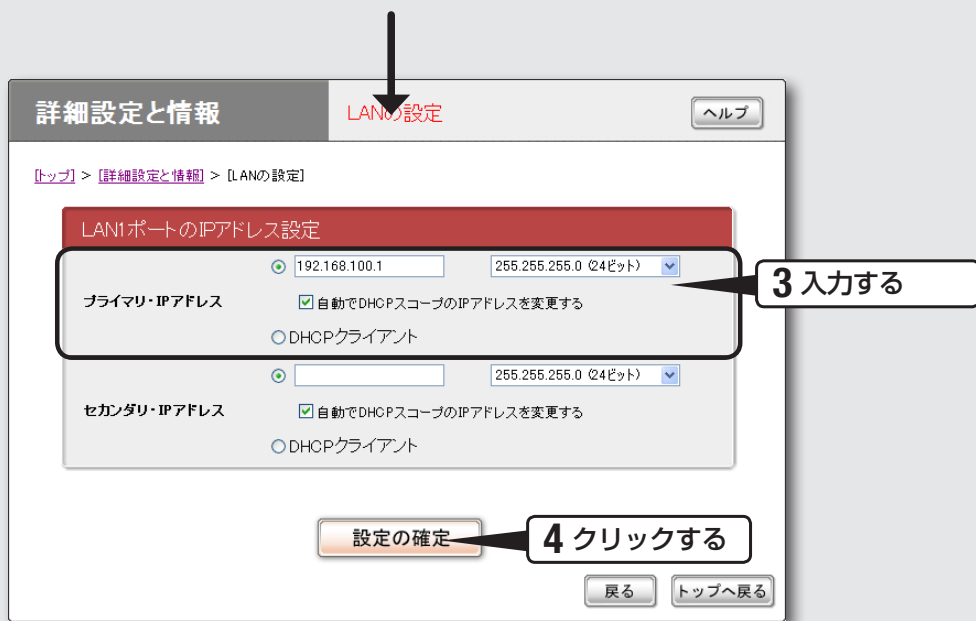 詳細設定と情報
LANの設定
ヘルプ
[トップ] > [詳細設定と情報] > [LANの設定]
LAN1ポートのIPアドレス設定
192.168.100.1 255.255.255.0 (24ビット)
プライマリ・IPアドレス
自動でDHCPスコープのIPアドレスを変更する
DHCPクライアント
3 入力する
255.255.255.0 (24ビット)
セカンダリ・IPアドレス
自動でDHCPスコープのIPアドレスを変更する
DHCPクライアント
設定の確定
4 クリックする
戻る
トップへ戻る